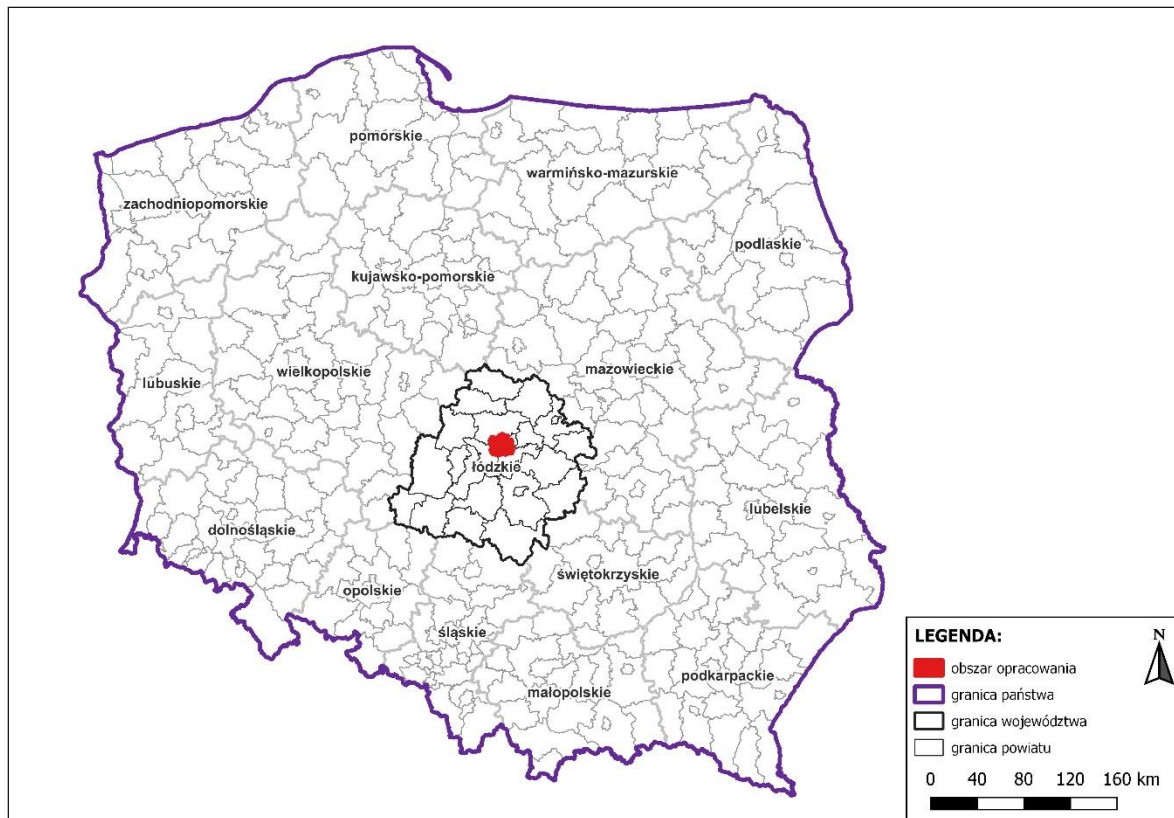 pomorskie
warmińsko-mazurskie
zachodniopomorskie
podlaskie
kujawsko-pomorskie
mazowieckie
wielkopolskie
lubuskie
łódzkie
lubelskie
dolnośląskie
świętokrzyskie
opolskie
śląskie
podkarpackie
małopolskie
LEGENDA:
N
obszar opracowania
granica państwa
granica województwa
granica powiatu
0 40 80 120 160 km